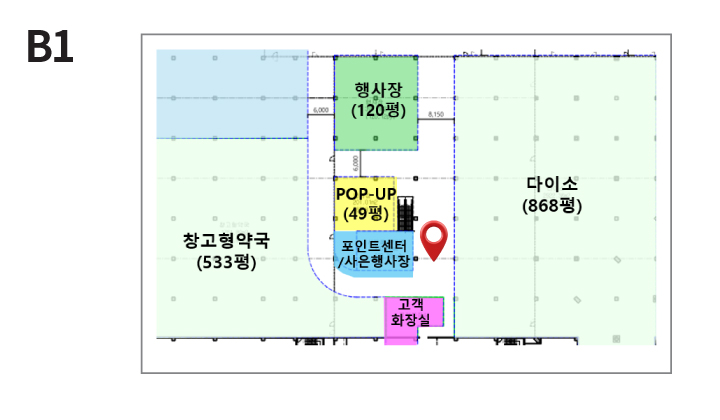 B1
행사장
(120평)
6,000
8,150
6,000
POP-UP
(49평)
다이소
(868평)
창고형약국
(533평)
포인트센터
/사은행사장
고객
화장실